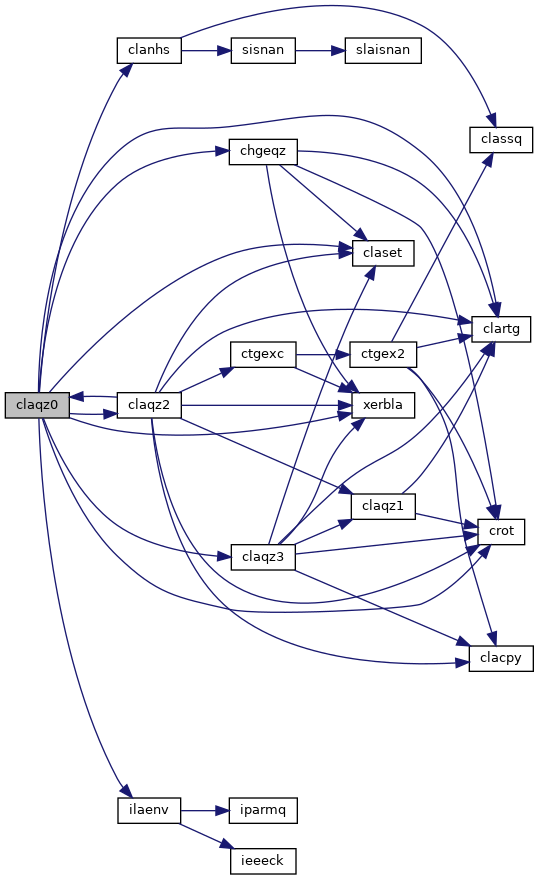 clanhs
sisnan
slaisnan
classq
chgeqz
claset
clartg
ctgexc
ctgex2
claqz0
claqz2
xerbla
claqz1
crot
claqz3
clacpy
ilaenv
iparmq
ieeeck